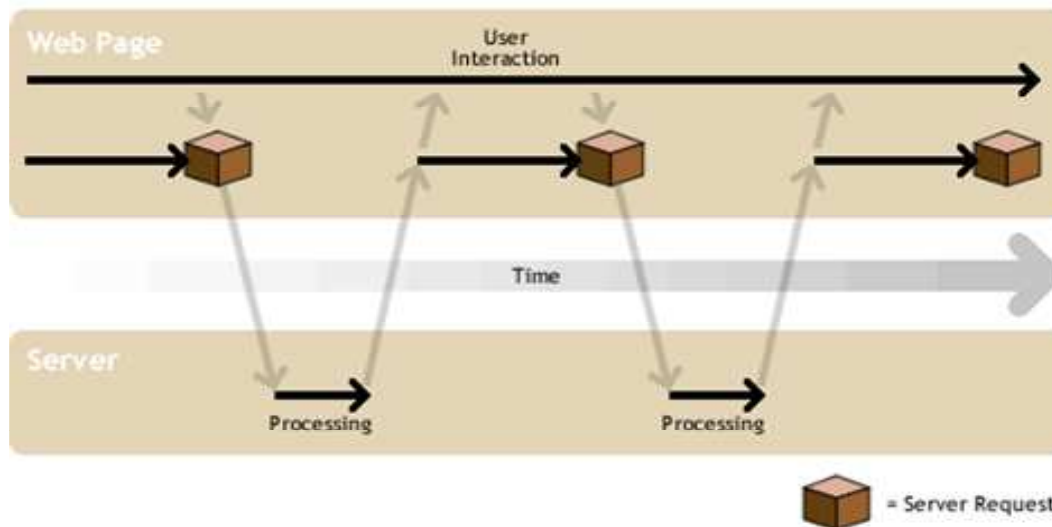 Web Page
User
Interaction
Time
Server
Processing
Processing
= Server Request